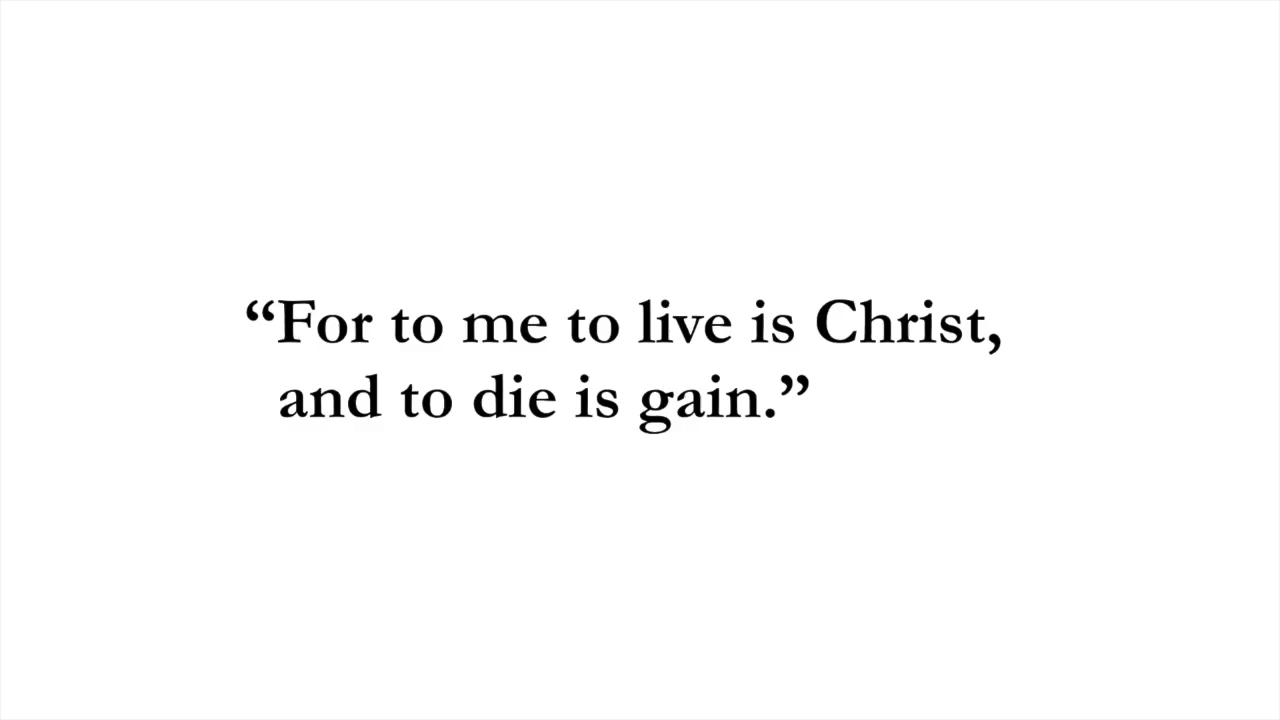 “For to me to live is Christ,
and to die is gain.”